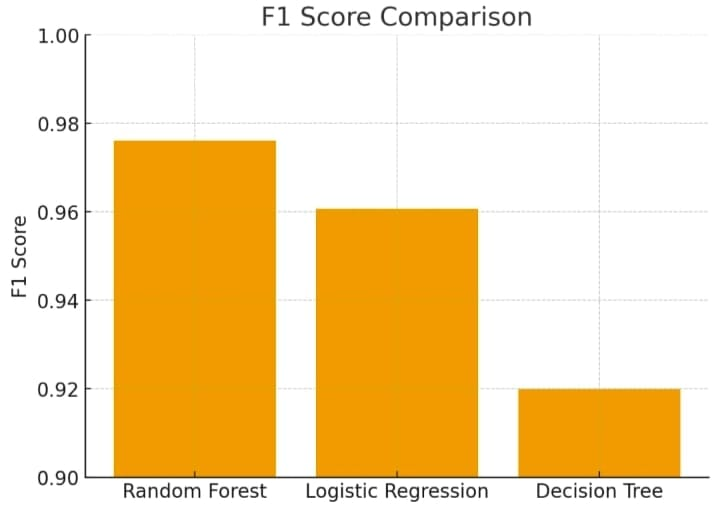 F1 Score Comparison
F1 Score
1.00
0.98
0.96
0.94
0.92
0.90
Random Forest
Logistic Regression
Decision Tree